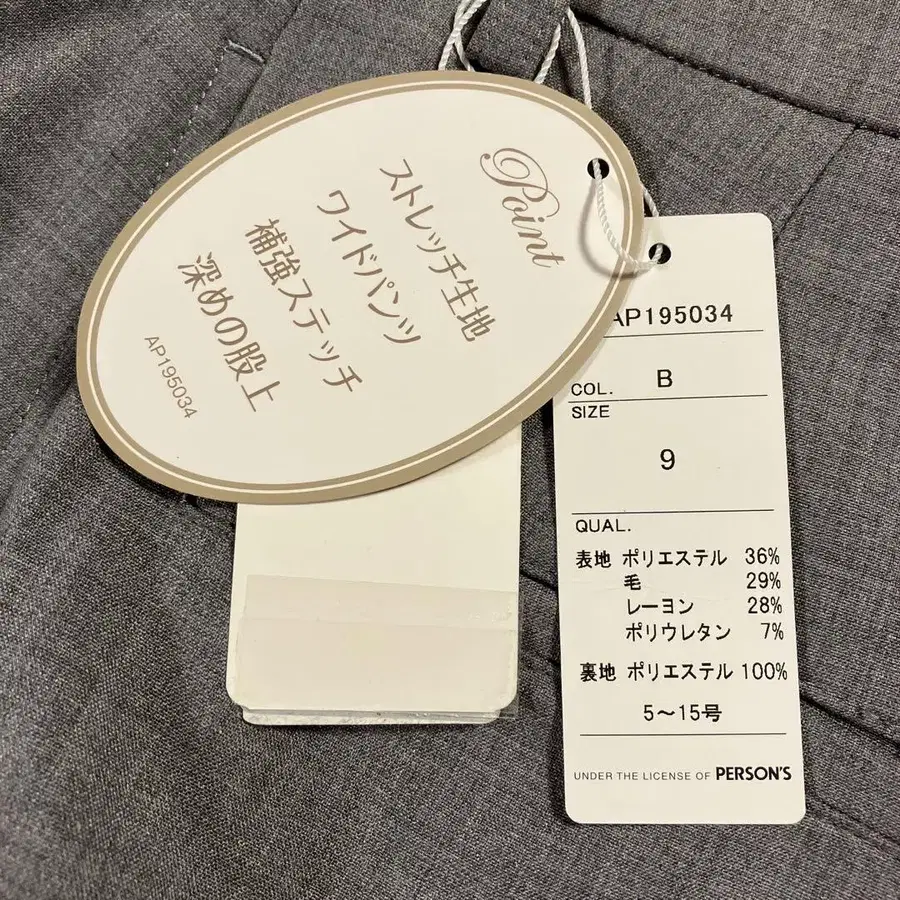 Point
ストレッチ生地
ワイドパンツ
補強ステッチ
深めの股上
AP195034
AP195034
COL. B
SIZE
9
QUAL.
表地 ポリエステル 36%
毛 29%
レーヨン 28%
ポリウレタン 7%
裏地 ポリエステル 100%
5～15号
UNDER THE LICENSE OF PERSON'S